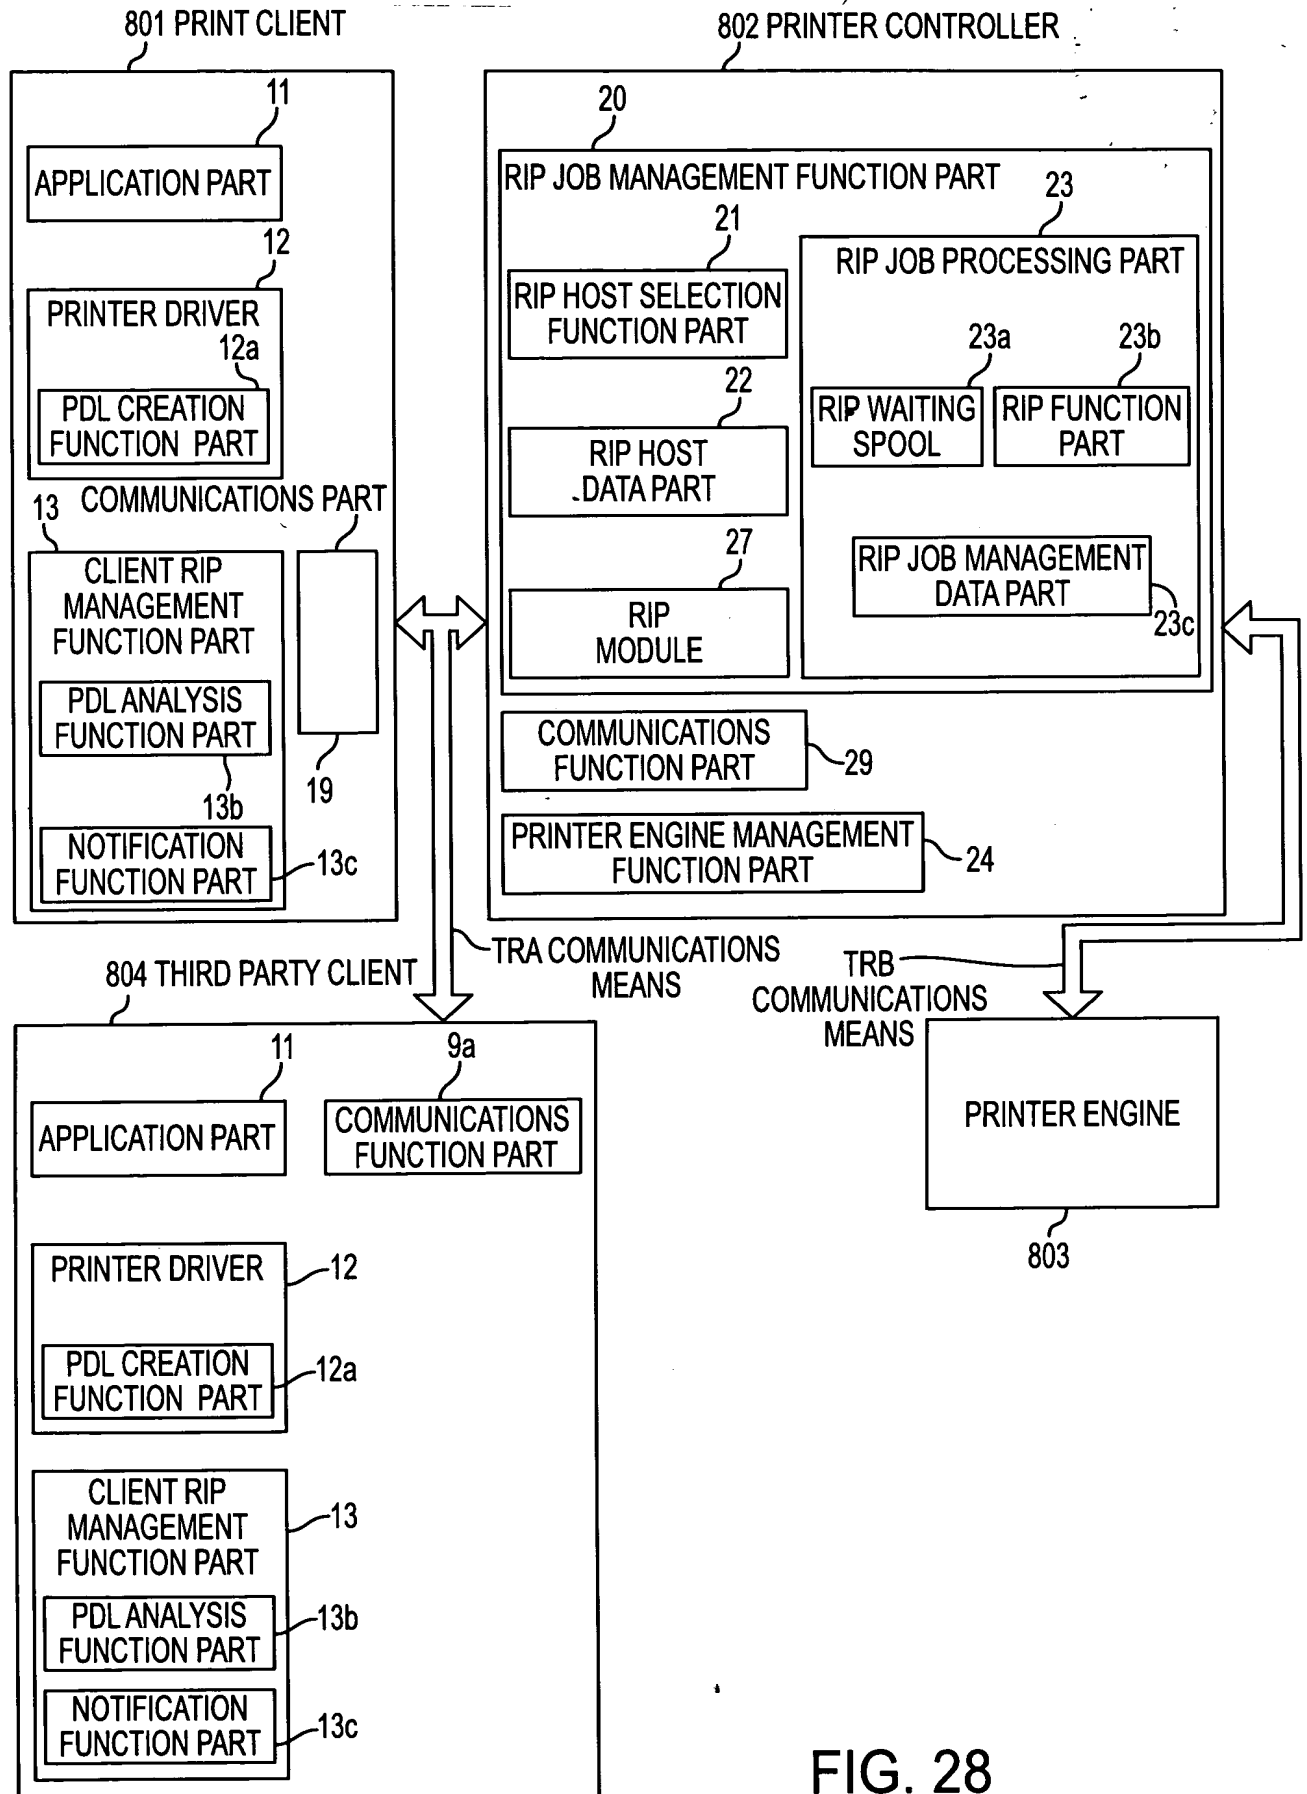 801 PRINT CLIENT
11
APPLICATION PART
12
PRINTER DRIVER
12a
PDL CREATION
FUNCTION PART
COMMUNICATIONS PART
13
CLIENT RIP
MANAGEMENT
FUNCTION PART
PDL ANALYSIS
FUNCTION PART
13b
19
NOTIFICATION
FUNCTION PART
13c
802 PRINTER CONTROLLER
20
RIP JOB MANAGEMENT FUNCTION PART
21
RIP HOST SELECTION
FUNCTION PART
22
RIP HOST
DATA PART
27
RIP
MODULE
23
RIP JOB PROCESSING PART
23a
RIP WAITING
SPOOL
23b
RIP FUNCTION
PART
RIP JOB MANAGEMENT
DATA PART
23c
COMMUNICATIONS
FUNCTION PART
29
PRINTER ENGINE MANAGEMENT
FUNCTION PART
24
TRA COMMUNICATIONS
MEANS
TRB
COMMUNICATIONS
MEANS
PRINTER ENGINE
803
804 THIRD PARTY CLIENT
11
APPLICATION PART
9a
COMMUNICATIONS
FUNCTION PART
PRINTER DRIVER
12
PDL CREATION
FUNCTION PART
12a
CLIENT RIP
MANAGEMENT
FUNCTION PART
13
PDL ANALYSIS
FUNCTION PART
13b
NOTIFICATION
FUNCTION PART
13c
FIG. 28